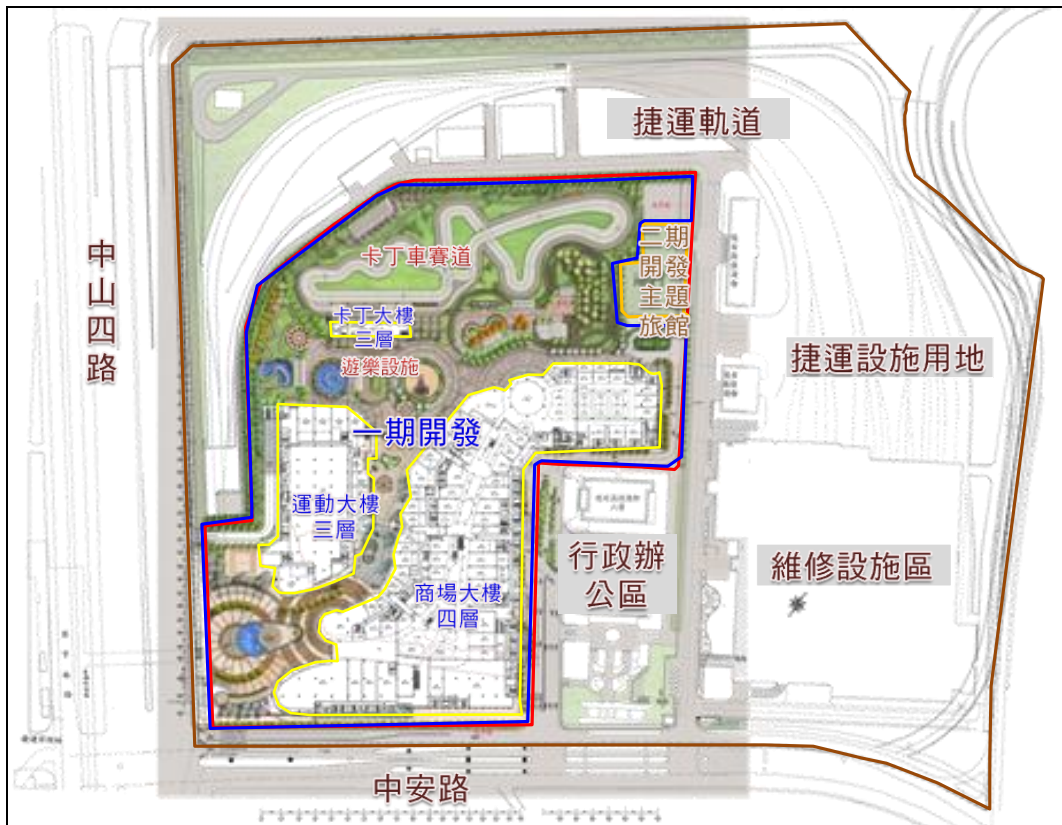 捷運軌道
中山四路
二期
開發
主題
旅館
卡丁車賽道
卡丁大樓
三層
遊樂設施
捷運設施用地
一期開發
運動大樓
三層
行政辦
公區
維修設施區
商場大樓
四層
中安路